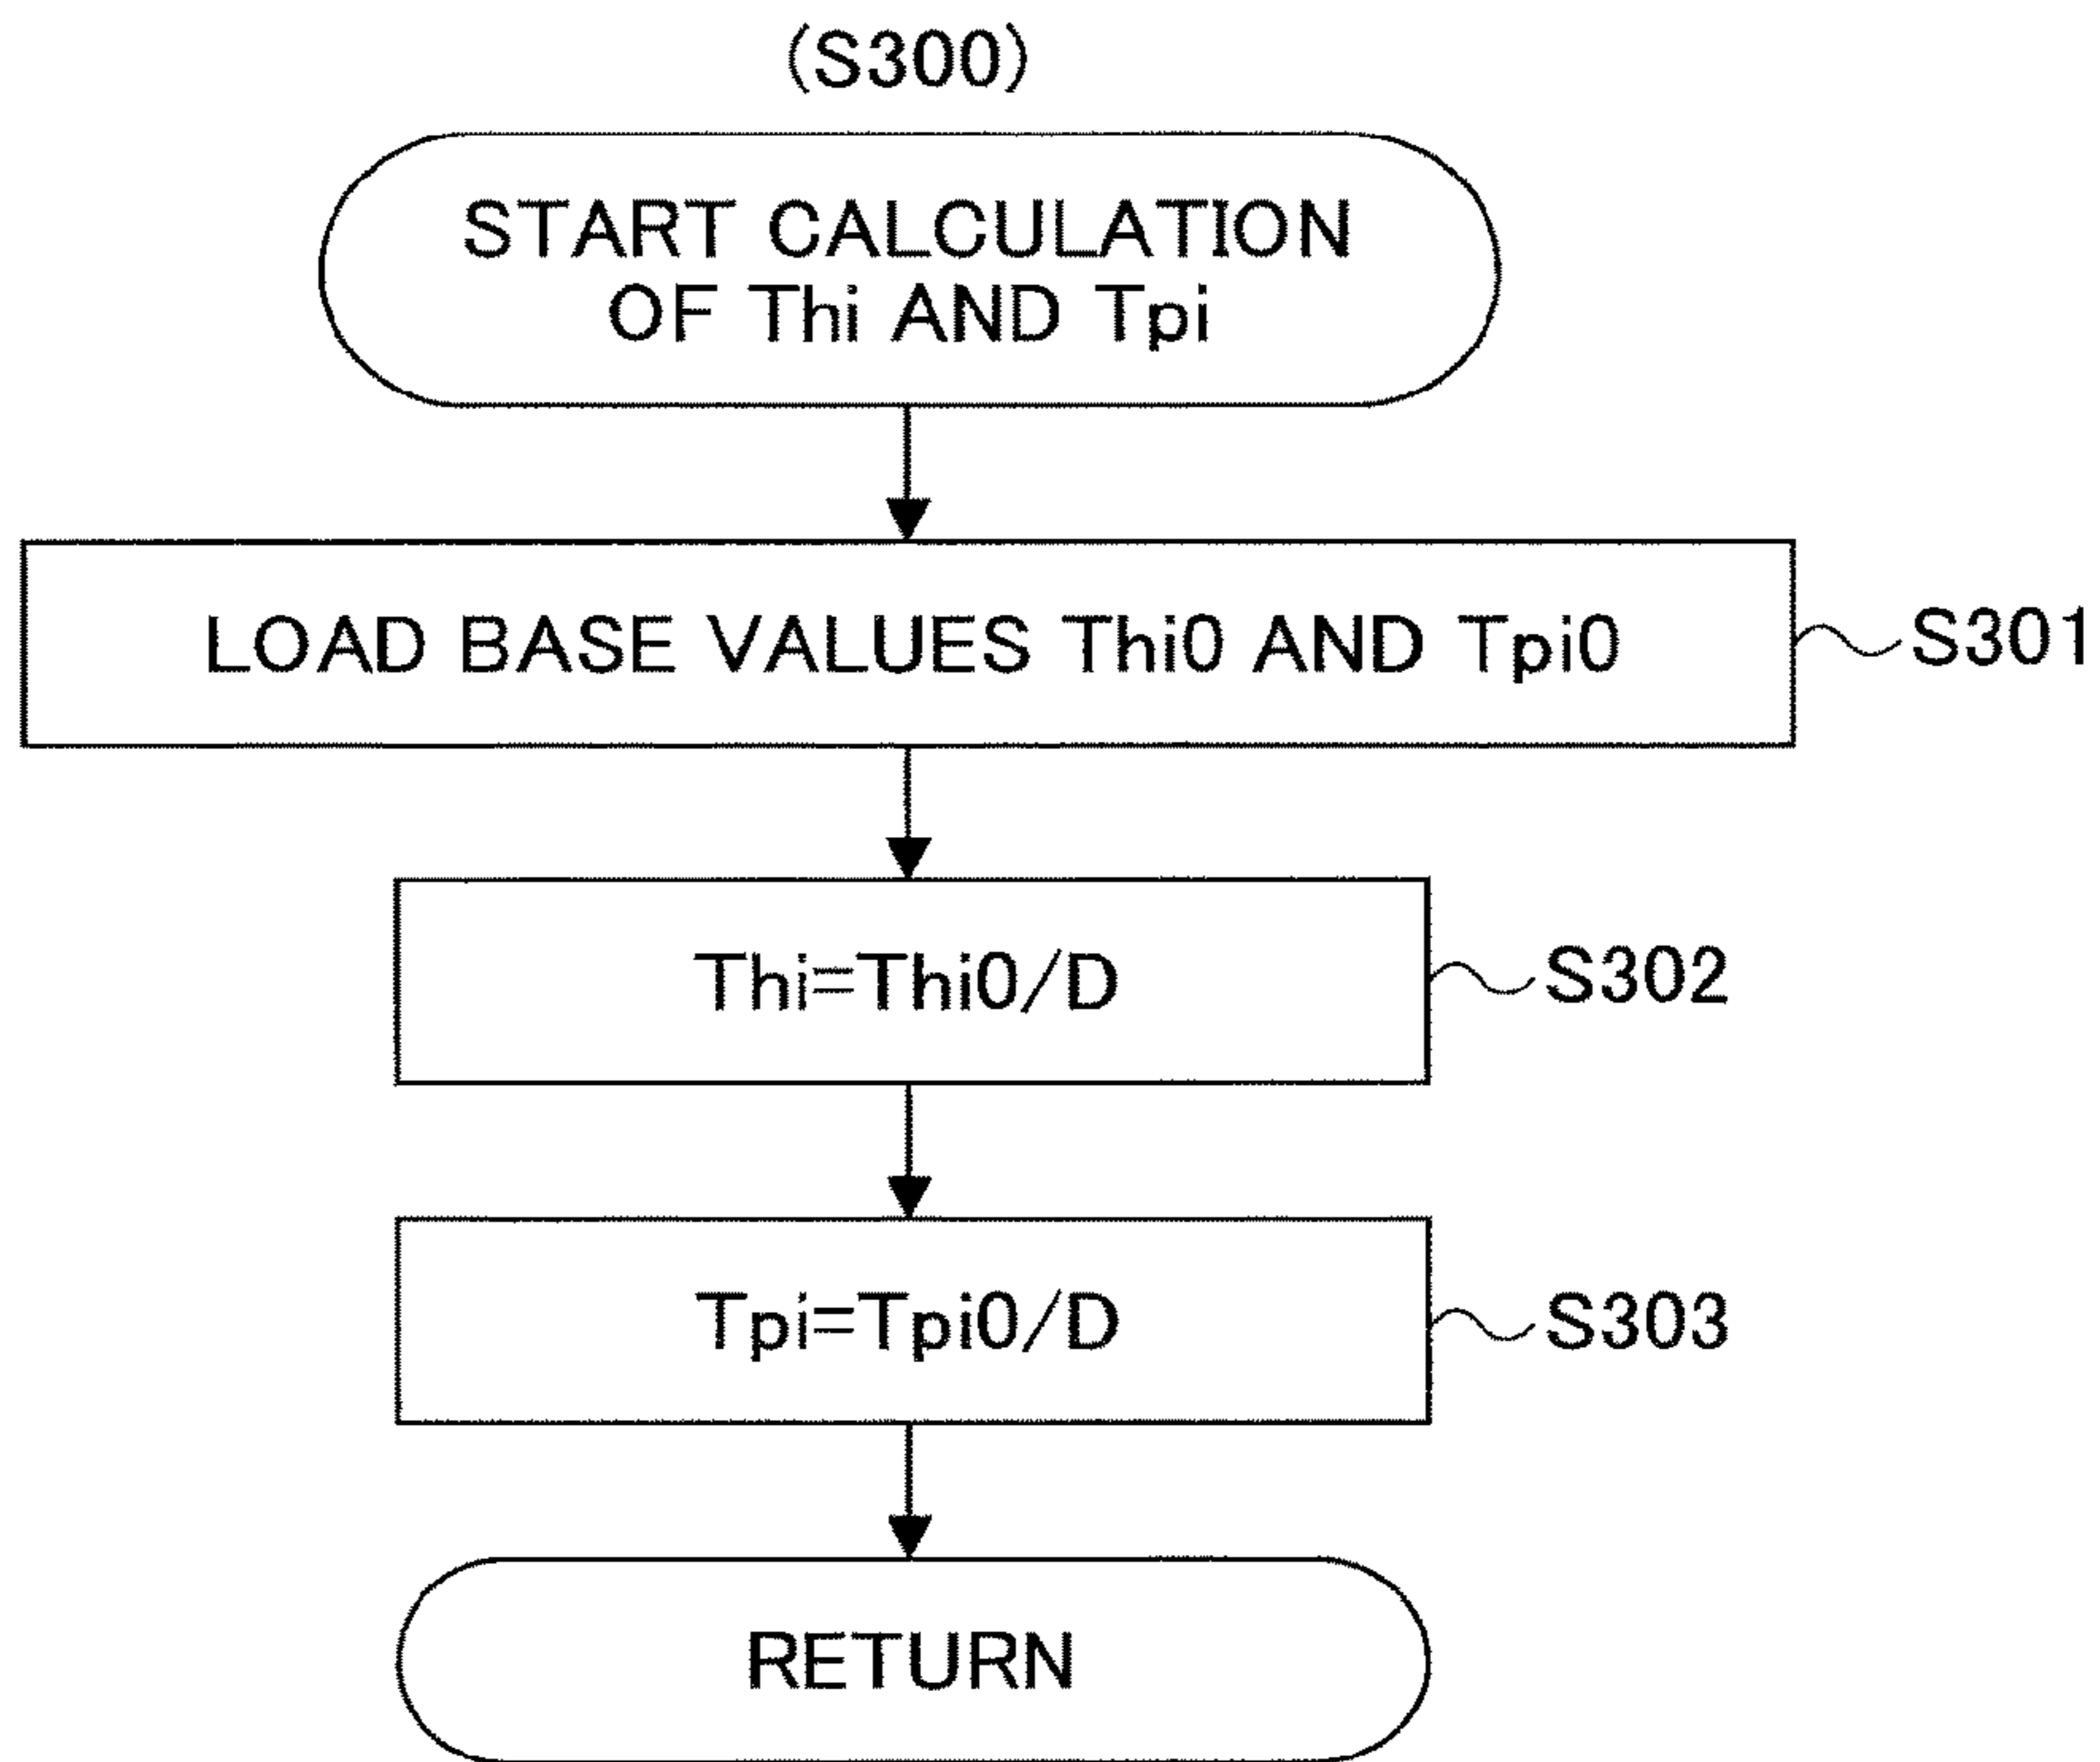 (S300)
START CALCULATION
OF Thi AND Tpi
LOAD BASE VALUES Thi0 AND Tpi0
S301
Thi=Thi0/D
S302
Tpi=Tpi0/D
S303
RETURN